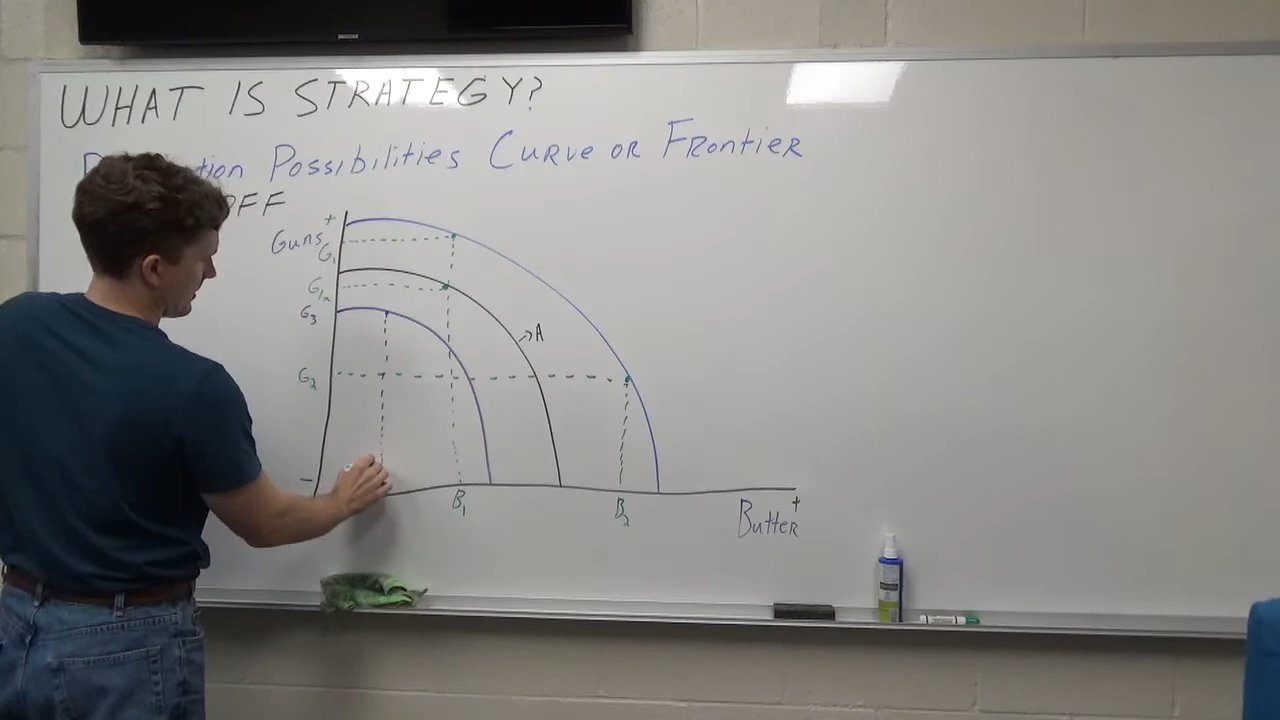 WHAT IS STRATEGY?
Possibilities Curve or Frontier
+
Guns
G1
G1a
G3
A
G2
B1
B2
+
Butter